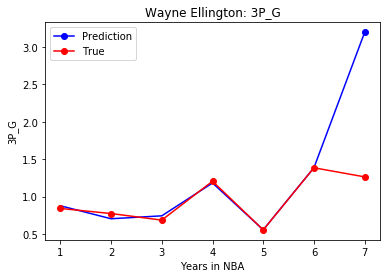 Wayne Ellington: 3P_G
Prediction
True
3P_G
3.0
2.5
2.0
1.5
1.0
0.5
1 2 3 4 5 6 7
Years in NBA